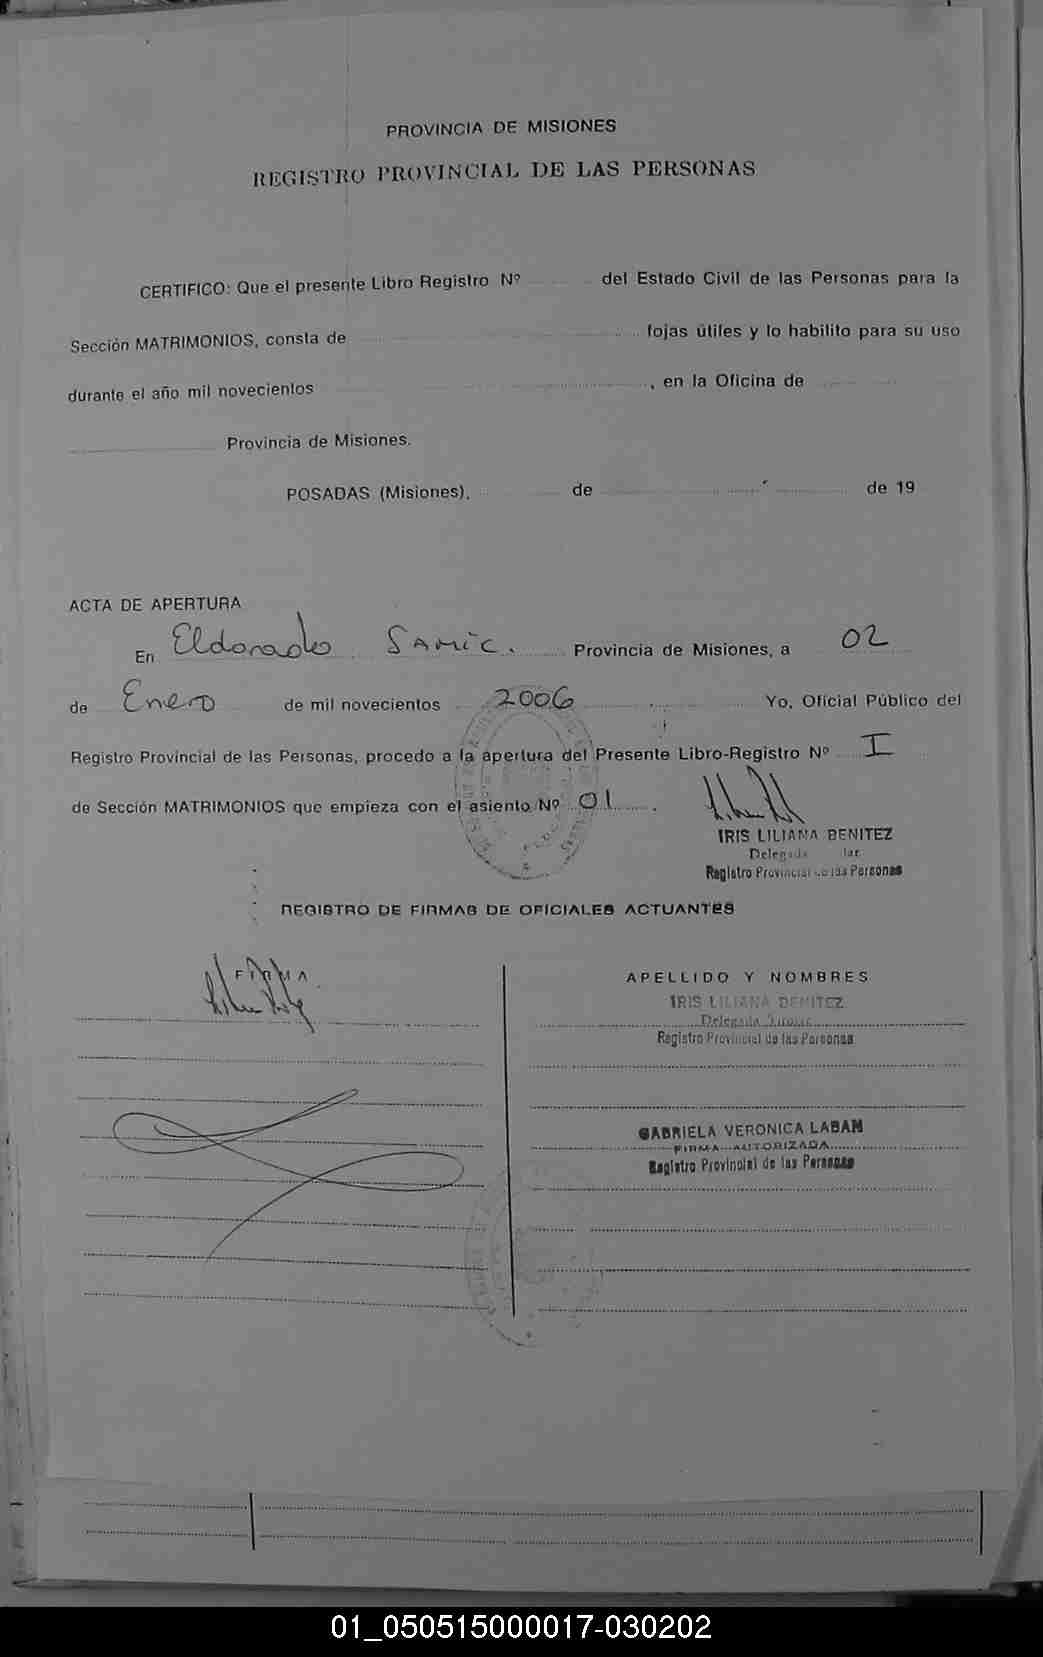 PROVINCIA DE MISIONES
REGISTRO PROVINCIAL DE LAS PERSONAS
CERTIFICO: Que el presente Libro Registro Nº del Estado Civil de las Personas para la
Sección MATRIMONIOS, consta de fojas útiles y lo habilito para su uso
durante el año mil novecientos , en la Oficina de
Provincia de Misiones.
POSADAS (Misiones), de de 19
ACTA DE APERTURA
En Eldorado SAMIC. Provincia de Misiones, a 02
de Enero de mil novecientos 2006 Yo, Oficial Público del
Registro Provincial de las Personas, procedo a la apertura del Presente Libro-Registro Nº I
de Sección MATRIMONIOS que empieza con el asiento Nº 01 .
IRIS LILIANA BENITEZ
Delegada
Registro Provincial de las Personas
REGISTRO DE FIRMAS DE OFICIALES ACTUANTES
FIRMA
APELLIDO Y NOMBRES
IRIS LILIANA BENITEZ
Delegada
Registro Provincial de las Personas
GABRIELA VERONICA LABAN
FIRMA AUTORIZADA
Registro Provincial de las Personas
01_050515000017-030202